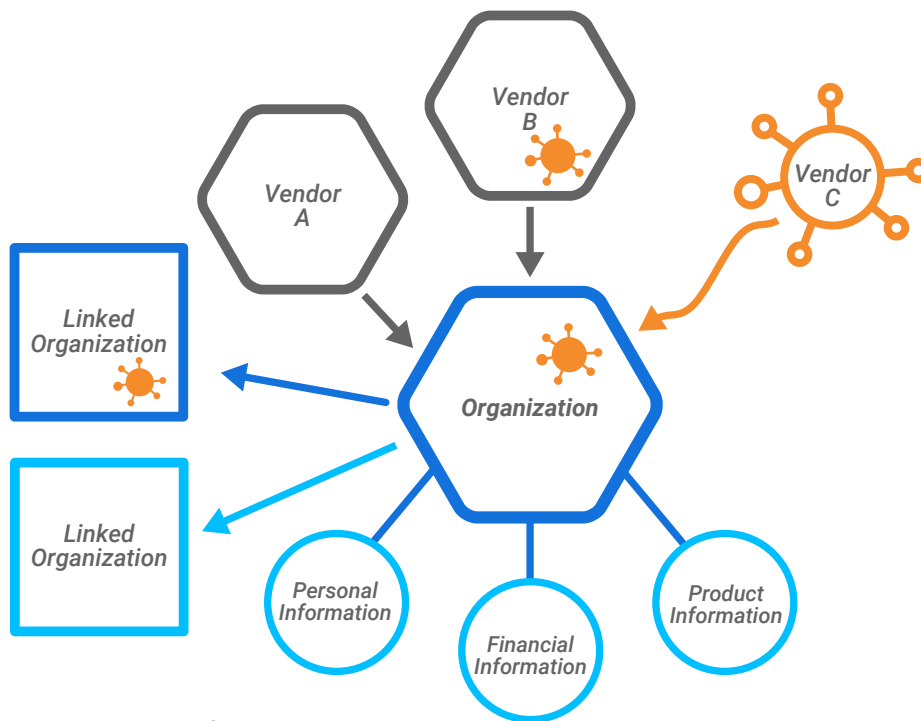 Vendor
B
Vendor
A
Vendor
C
Linked
Organization
Organization
Linked
Organization
Personal
Information
Financial
Information
Product
Information